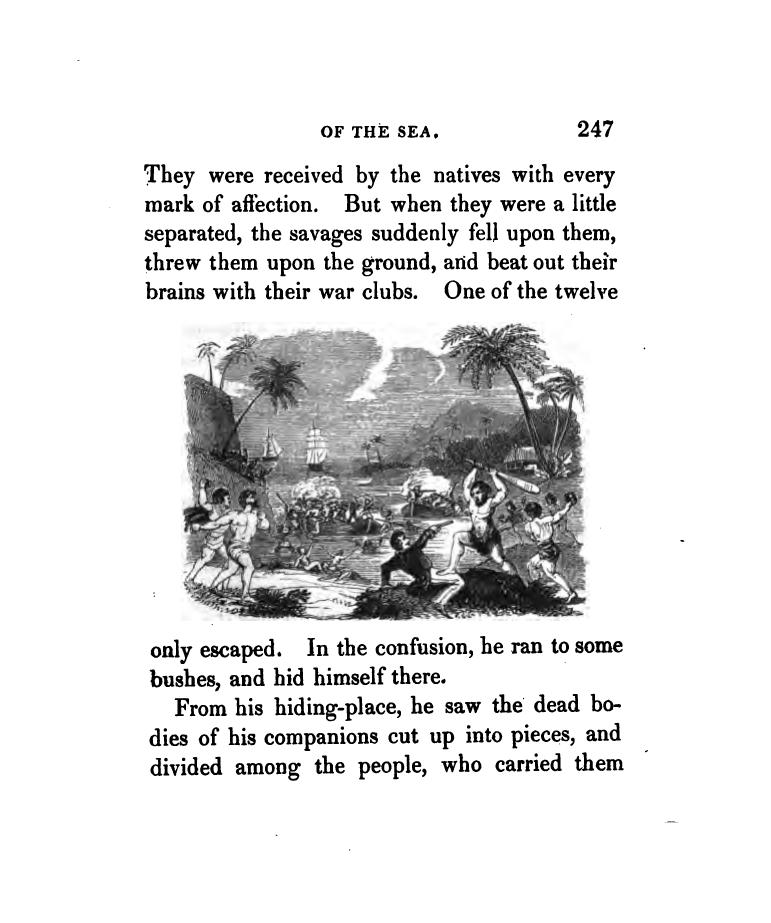 OF THE SEA. 247
They were received by the natives with every
mark of affection. But when they were a little
separated, the savages suddenly fell upon them,
threw them upon the ground, and beat out their
brains with their war clubs. One of the twelve
only escaped. In the confusion, he ran to some
bushes, and hid himself there.
From his hiding-place, he saw the dead bo-
dies of his companions cut up into pieces, and
divided among the people, who carried them